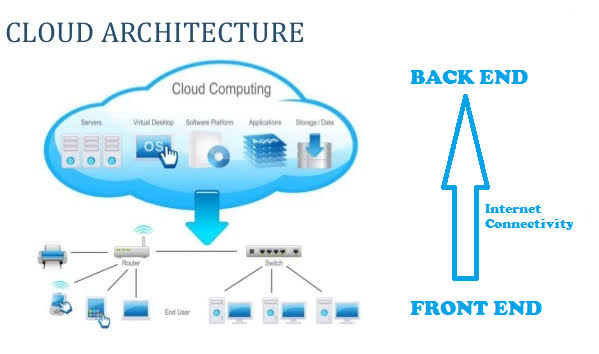 CLOUD ARCHITECTURE
Cloud Computing
Servers
Virtual Desktop
Software Platform
Applications
Storage / Data
OS
Apps
Router
Switch
End User
BACK END
Internet
Connectivity
FRONT END